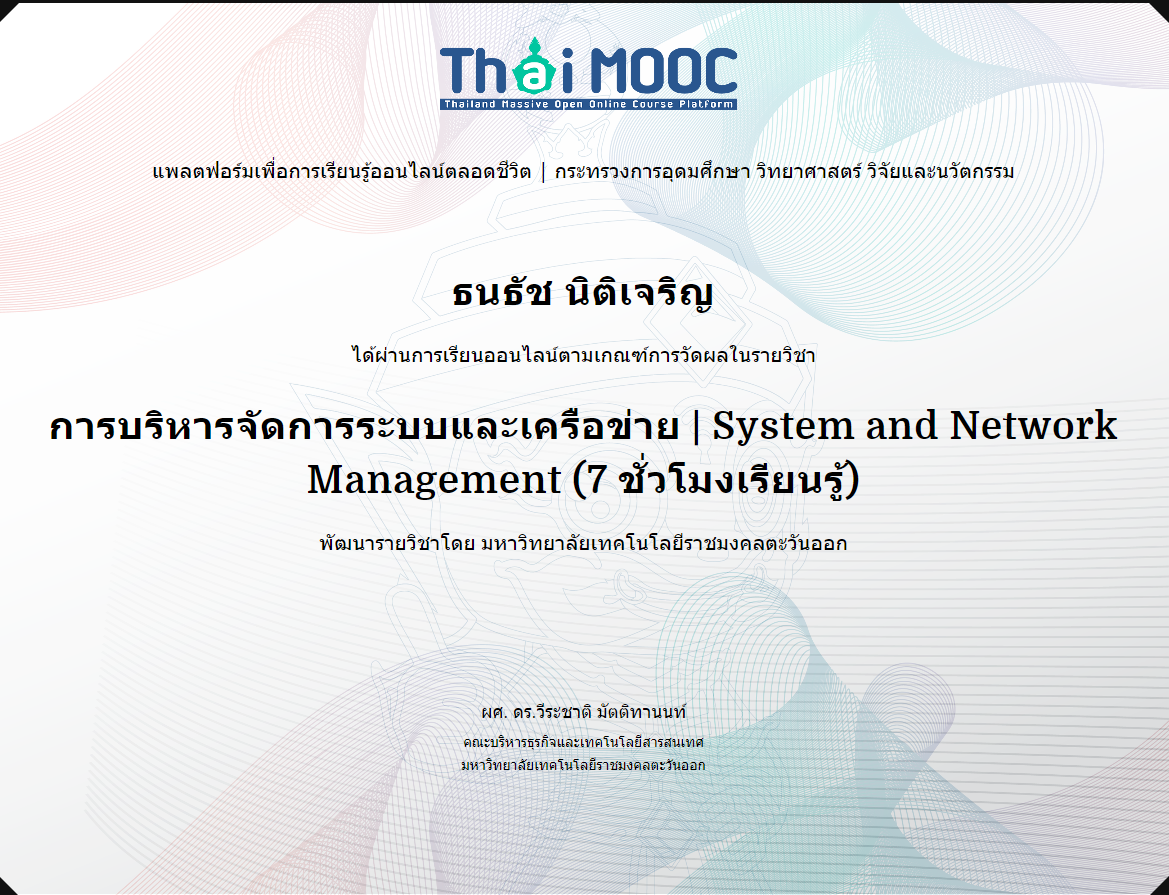 Thai MOOC
Thailand Massive Open Online Course Platform
แพลตฟอร์มเพื่อการเรียนรู้ออนไลน์ตลอดชีวิต | กระทรวงการอุดมศึกษา วิทยาศาสตร์ วิจัยและนวัตกรรม
ธนธัช นิติเจริญ
ได้ผ่านการเรียนออนไลน์ตามเกณฑ์การวัดผลในรายวิชา
การบริหารจัดการระบบและเครือข่าย | System and Network
Management (7 ชั่วโมงเรียนรู้)
พัฒนารายวิชาโดย มหาวิทยาลัยเทคโนโลยีราชมงคลตะวันออก
ผศ. ดร.วีระชาติ มัตติทานนท์
คณะบริหารธุรกิจและเทคโนโลยีสารสนเทศ
มหาวิทยาลัยเทคโนโลยีราชมงคลตะวันออก